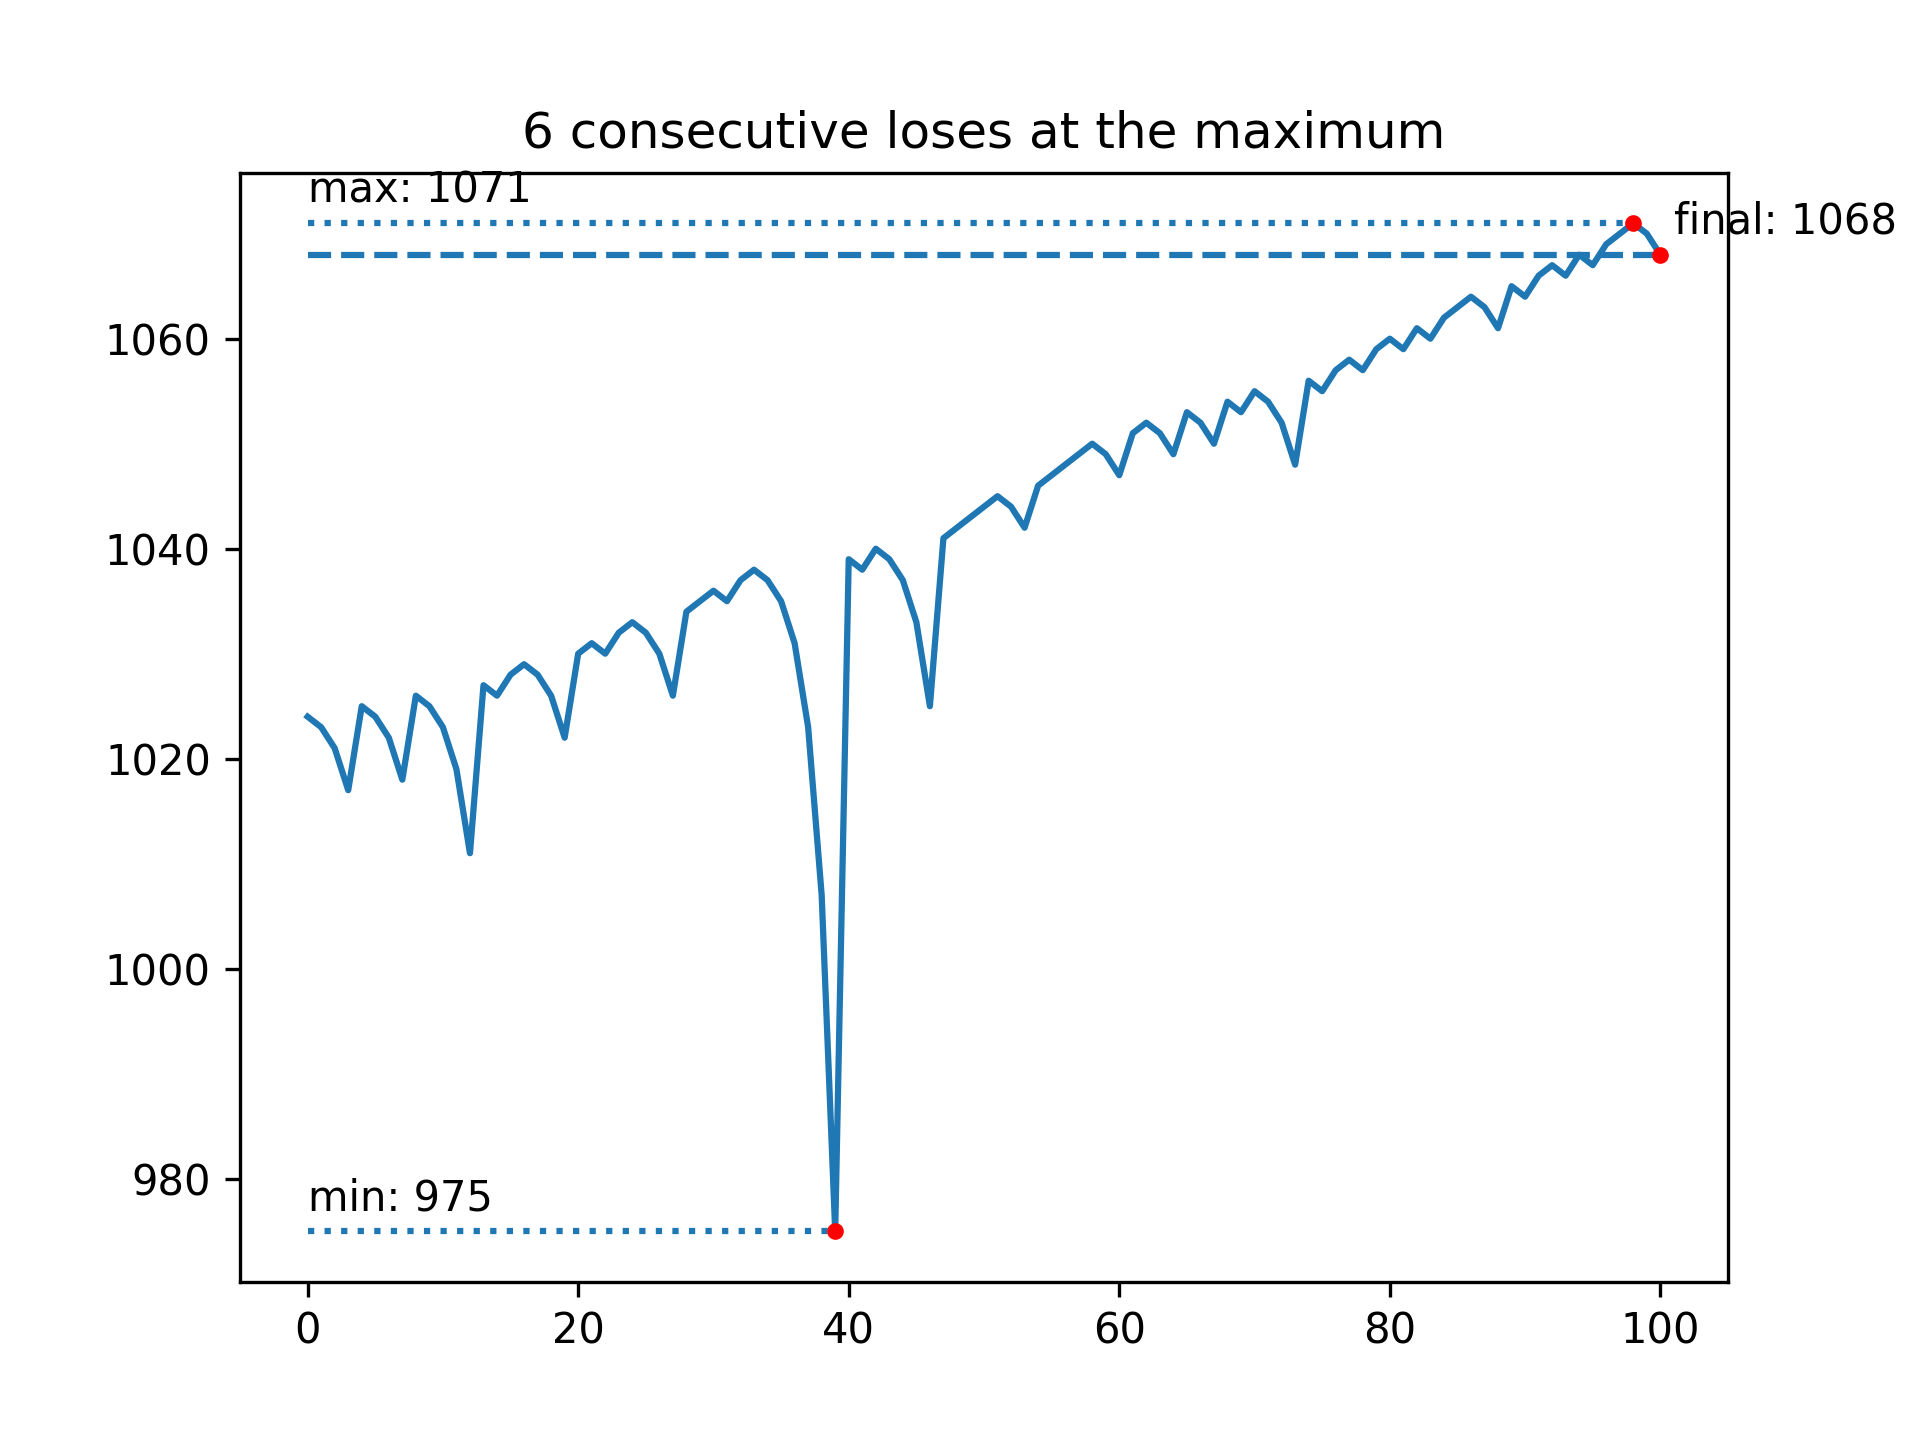 6 consecutive loses at the maximum
max: 1071
final: 1068
1060
1040
1020
1000
980
min: 975
0 20 40 60 80 100